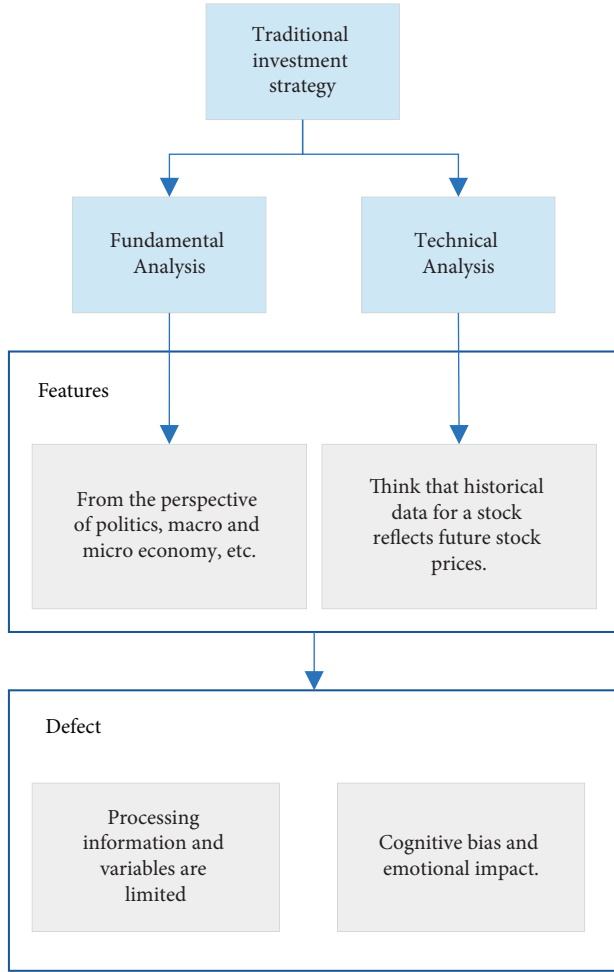 Traditional
investment
strategy
Fundamental
Analysis
Technical
Analysis
Features
From the perspective
of politics, macro and
micro economy, etc.
Think that historical
data for a stock
reflects future stock
prices.
Defect
Processing
information and
variables are
limited
Cognitive bias and
emotional impact.